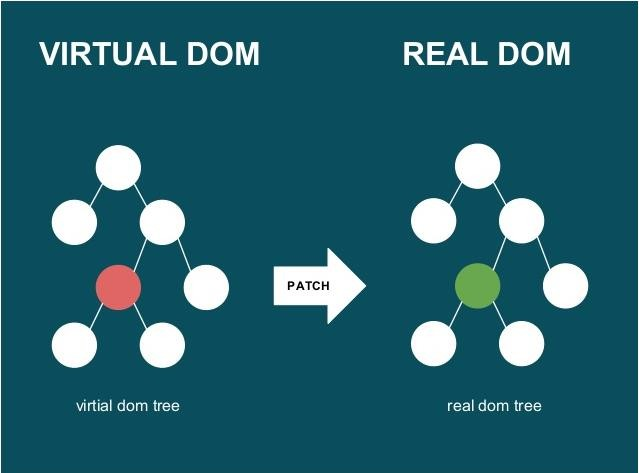 VIRTUAL DOM
REAL DOM
PATCH
virtial dom tree
real dom tree